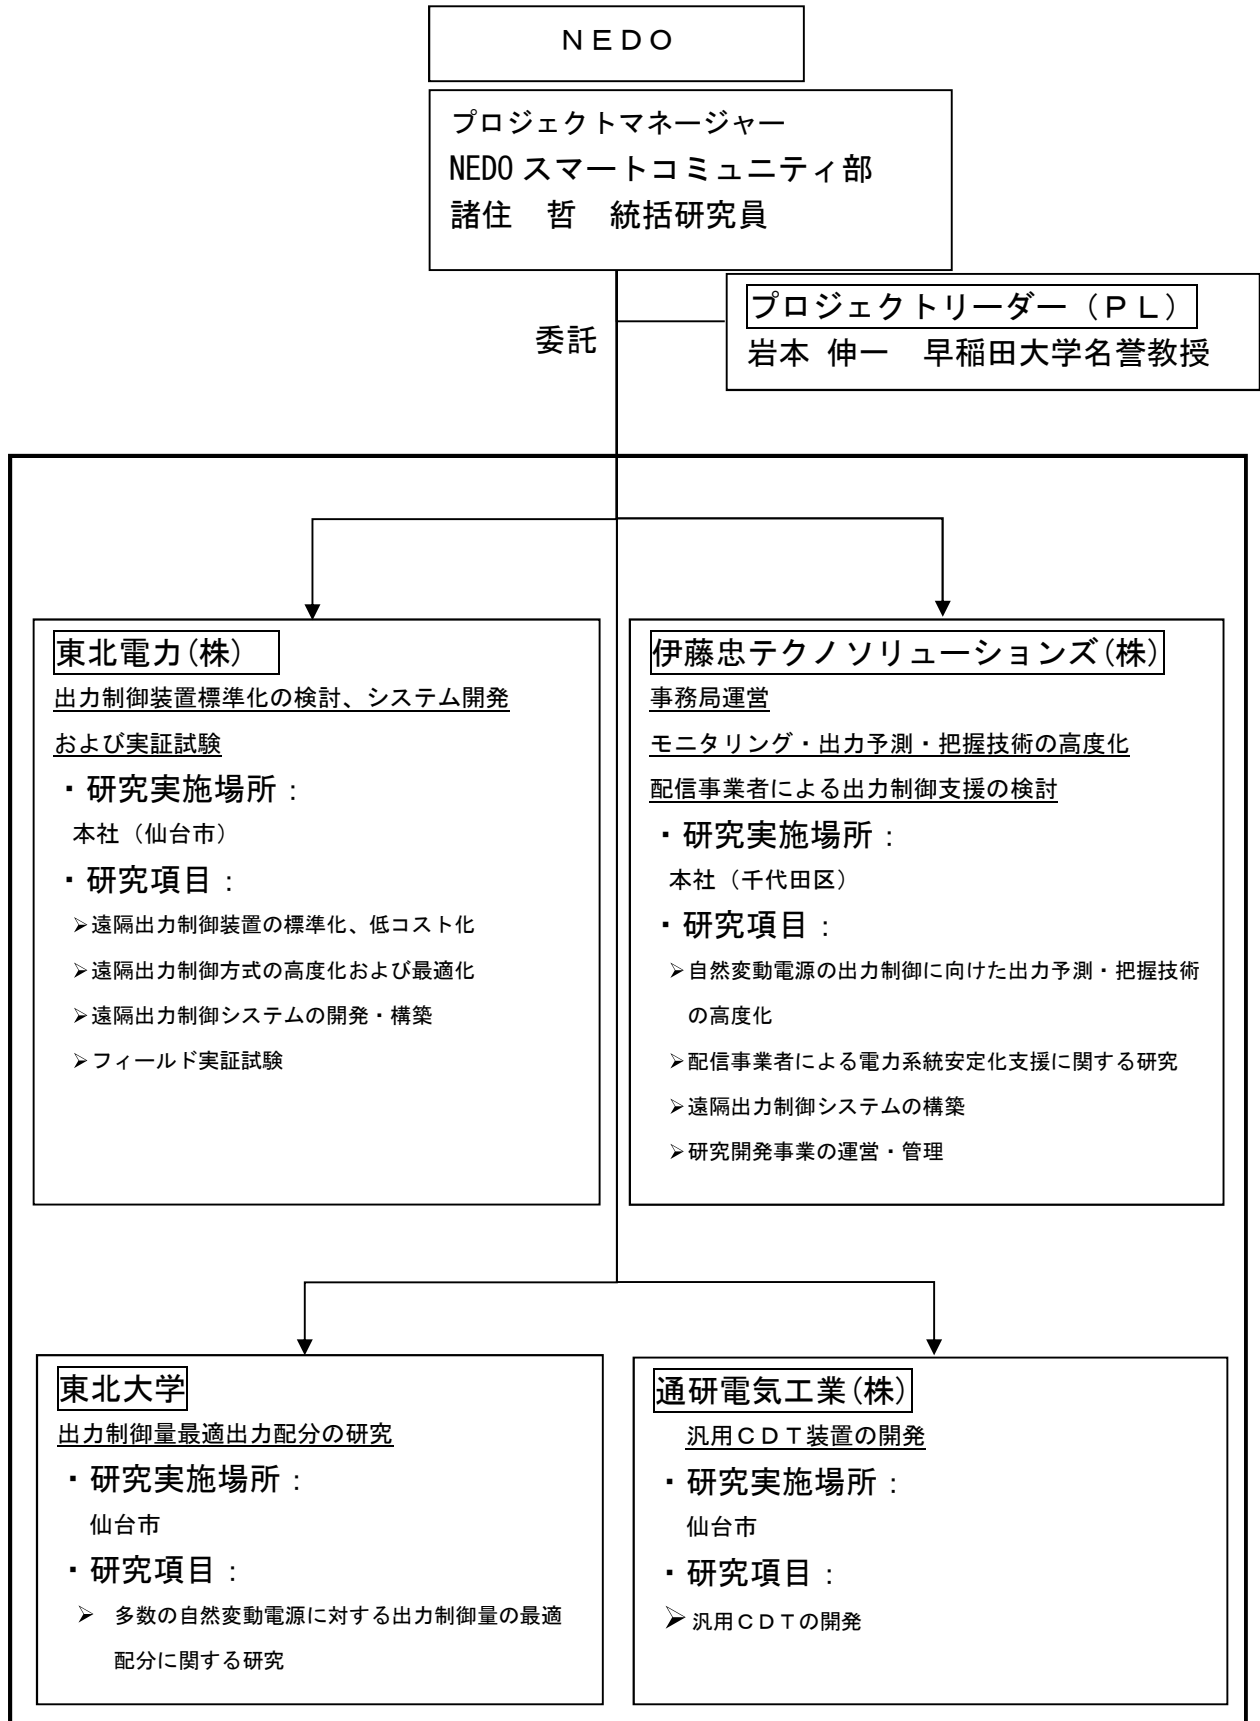 ＮＥＤＯ
プロジェクトマネージャー
NEDO スマートコミュニティ部
諸住　哲　統括研究員
委託
プロジェクトリーダー（ＰＬ）
岩本 伸一　早稲田大学名誉教授
東北電力(株)
出力制御装置標準化の検討、システム開発
および実証試験
・研究実施場所：
本社（仙台市）
・研究項目：
➢遠隔出力制御装置の標準化、低コスト化
➢遠隔出力制御方式の高度化および最適化
➢遠隔出力制御システムの開発・構築
➢フィールド実証試験
伊藤忠テクノソリューションズ(株)
事務局運営
モニタリング・出力予測・把握技術の高度化
配信事業者による出力制御支援の検討
・研究実施場所：
本社（千代田区）
・研究項目：
➢自然変動電源の出力制御に向けた出力予測・把握技術
の高度化
➢配信事業者による電力系統安定化支援に関する研究
➢遠隔出力制御システムの構築
➢研究開発事業の運営・管理
東北大学
出力制御量最適出力配分の研究
・研究実施場所：
仙台市
・研究項目：
➢ 多数の自然変動電源に対する出力制御量の最適
配分に関する研究
通研電気工業(株)
汎用ＣＤＴ装置の開発
・研究実施場所：
仙台市
・研究項目：
➢汎用ＣＤＴの開発